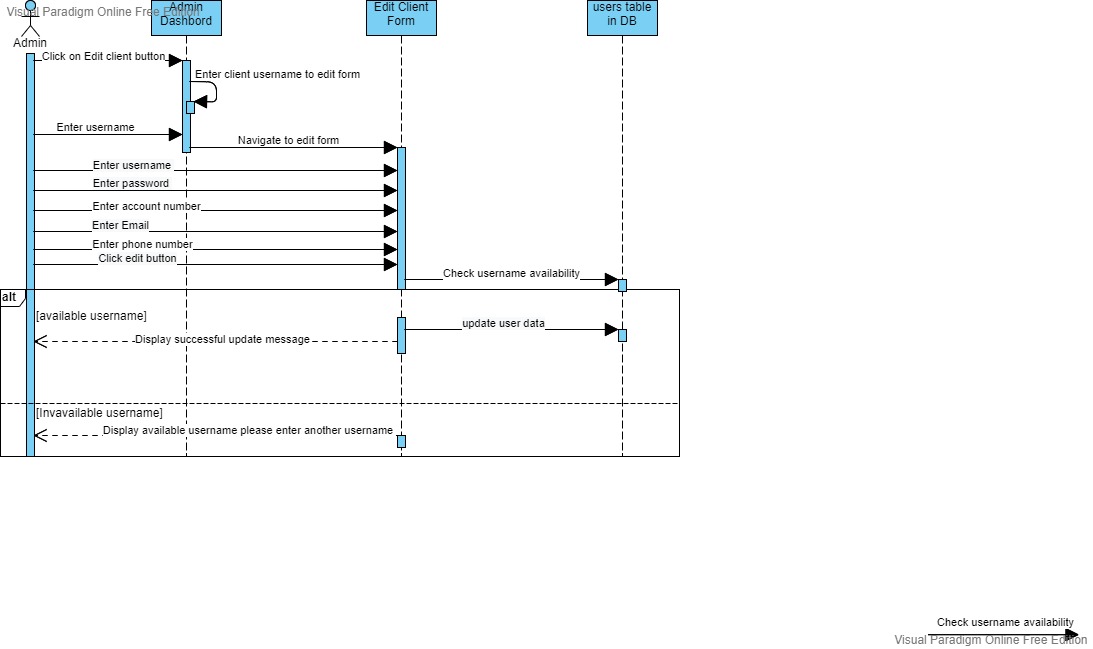 Visual Paradigm Online Free Edition
Admin
Dashbord
Edit Client
Form
users table
in DB
Admin
Click on Edit client button
Enter client username to edit form
Enter username
Navigate to edit form
Enter username
Enter password
Enter account number
Enter Email
Enter phone number
Click edit button
Check username availability
alt
[available username]
update user data
Display successful update message
[Invavailable username]
Display available username please enter another username
Check username availability
Visual Paradigm Online Free Edition